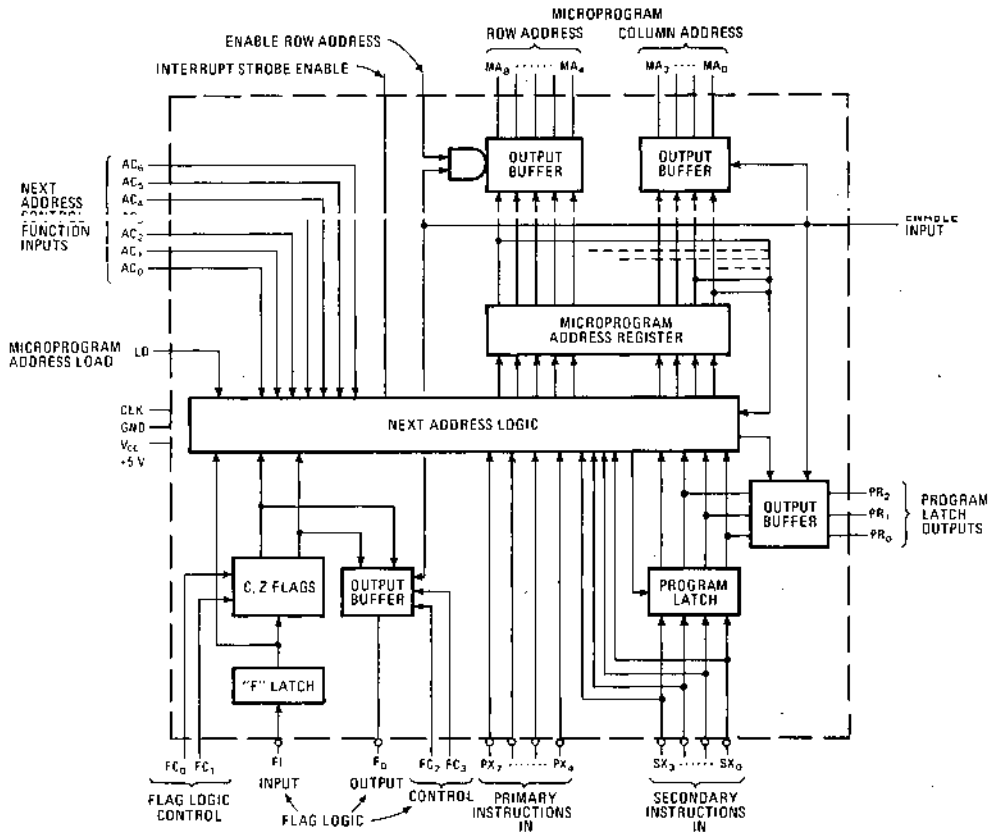 MICROPROGRAM
ROW ADDRESS
COLUMN ADDRESS
ENABLE ROW ADDRESS
INTERRUPT STROBE ENABLE
MA8 ······ MA4
MA3 ····· MA0
OUTPUT
BUFFER
OUTPUT
BUFFER
NEXT
ADDRESS
FUNCTION
INPUTS
AC6
AC5
AC4
AC2
AC1
AC0
INPUT
MICROPROGRAM
ADDRESS REGISTER
MICROPROGRAM
ADDRESS LOAD
LD
CLK
GND
VCC
+5 V
NEXT ADDRESS LOGIC
OUTPUT
BUFFER
PR2
PR1
PR0
PROGRAM
LATCH
OUTPUTS
C, Z FLAGS
OUTPUT
BUFFER
PROGRAM
LATCH
"F" LATCH
FC0 FC1
FI
FO
FC2 FC3
PX7 ······ PX4
SX3 ······ SX0
FLAG LOGIC
CONTROL
INPUT
OUTPUT
CONTROL
FLAG LOGIC
PRIMARY
INSTRUCTIONS
IN
SECONDARY
INSTRUCTIONS
IN